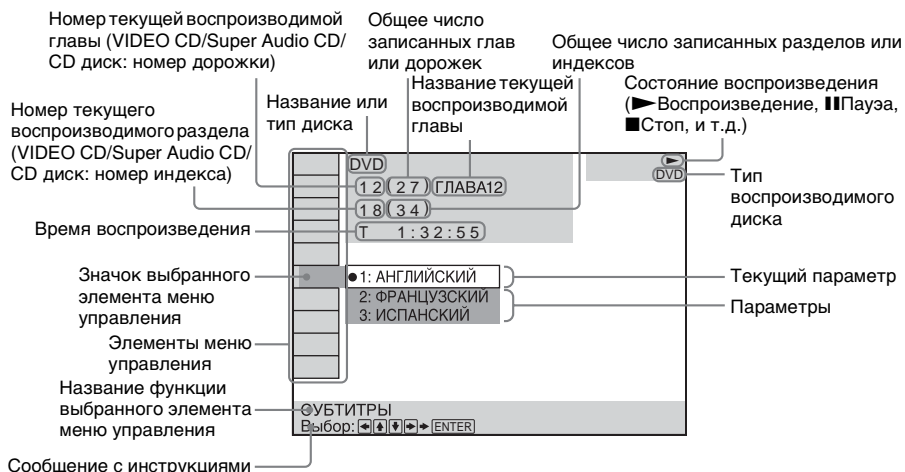 Номер текущей воспроизводимой
главы (VIDEO CD/Super Audio CD/
CD диск: номер дорожки)
Общее число
записанных глав
или дорожек
Общее число записанных разделов или
индексов
Название текущей
воспроизводимой
главы
Состояние воспроизведения
(►Воспроизведение, ▮▮Пауза,
■Стоп, и т.д.)
Номер текущего
воспроизводимого раздела
(VIDEO CD/Super Audio CD/
CD диск: номер индекса)
Название или
тип диска
DVD
12(27) ГЛАВА12
18(34)
T 1:32:55
►
DVD
Тип
воспроизводимого
диска
Время воспроизведения
Значок выбранного
элемента меню
управления
●1: АНГЛИЙСКИЙ
2: ФРАНЦУЗСКИЙ
3: ИСПАНСКИЙ
Текущий параметр
Параметры
Элементы меню
управления
Название функции
выбранного элемента
меню управления
СУБТИТРЫ
Выбор: ←↑↓→ → ENTER
Сообщение с инструкциями